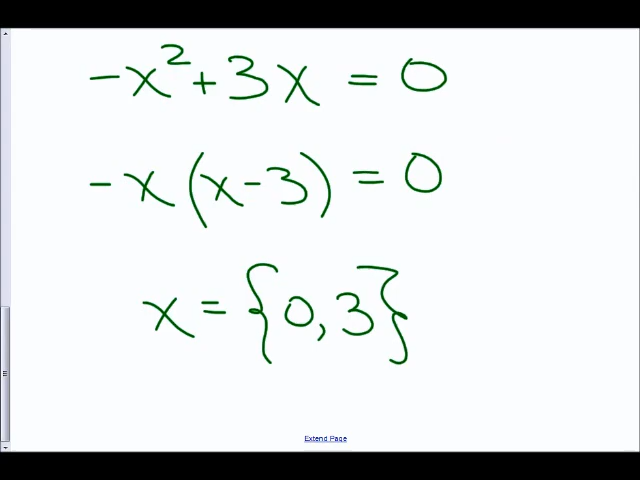 -x²+3x = 0
-x(x-3) = 0
x = {0,3}
Extend Page